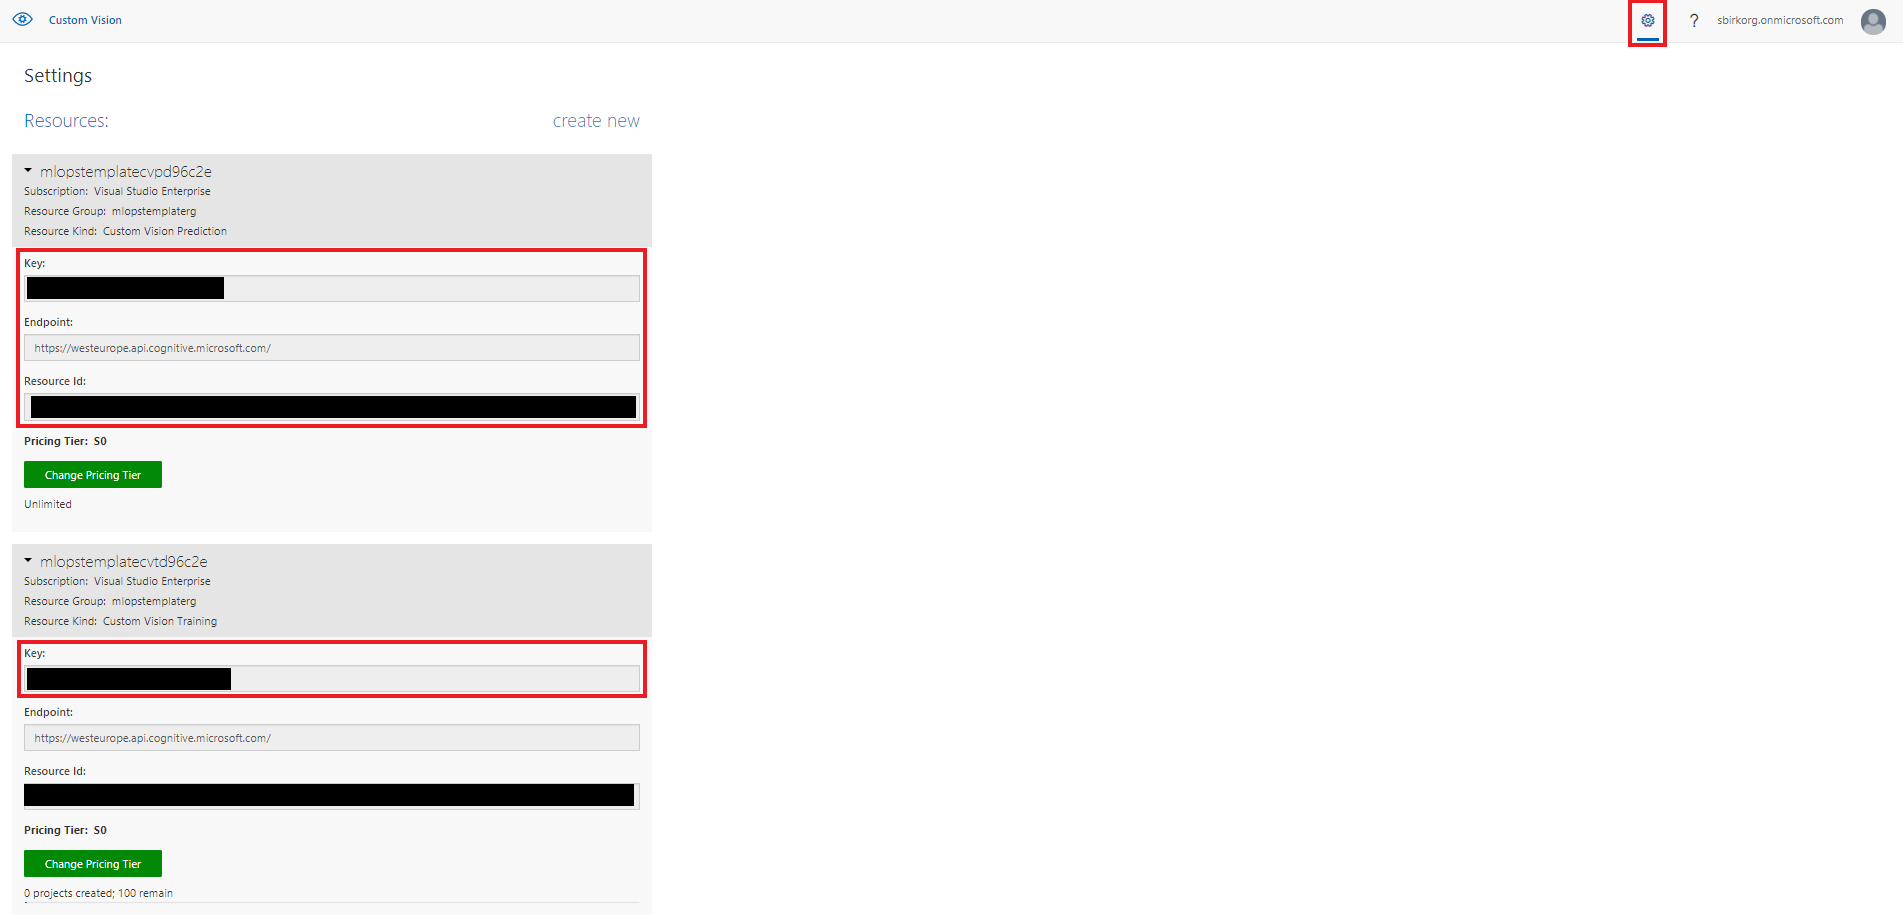 Custom Vision
?
sbirkorg.onmicrosoft.com
Settings
Resources:
create new
mlopstemplatecvpd96c2e
Subscription: Visual Studio Enterprise
Resource Group: mlopstemplaterg
Resource Kind: Custom Vision Prediction
Key:
Endpoint:
https://westeurope.api.cognitive.microsoft.com/
Resource Id:
Pricing Tier: S0
Change Pricing Tier
Unlimited
mlopstemplatecvtd96c2e
Subscription: Visual Studio Enterprise
Resource Group: mlopstemplaterg
Resource Kind: Custom Vision Training
Key:
Endpoint:
https://westeurope.api.cognitive.microsoft.com/
Resource Id:
Pricing Tier: S0
Change Pricing Tier
0 projects created; 100 remain